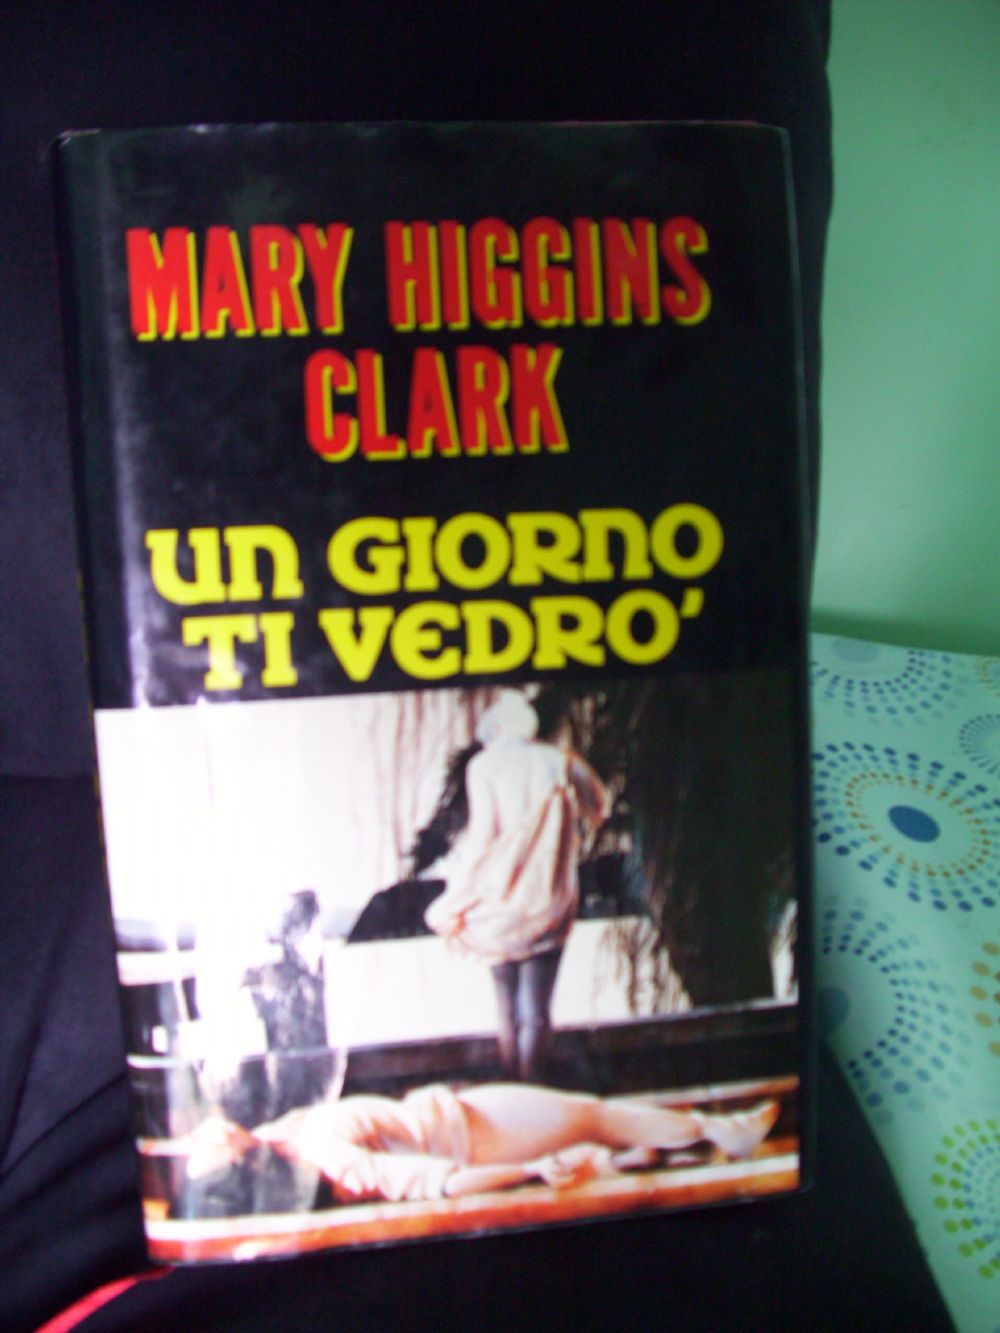 MARY HIGGINS
CLARK
UN GIORNO
TI VEDRO'